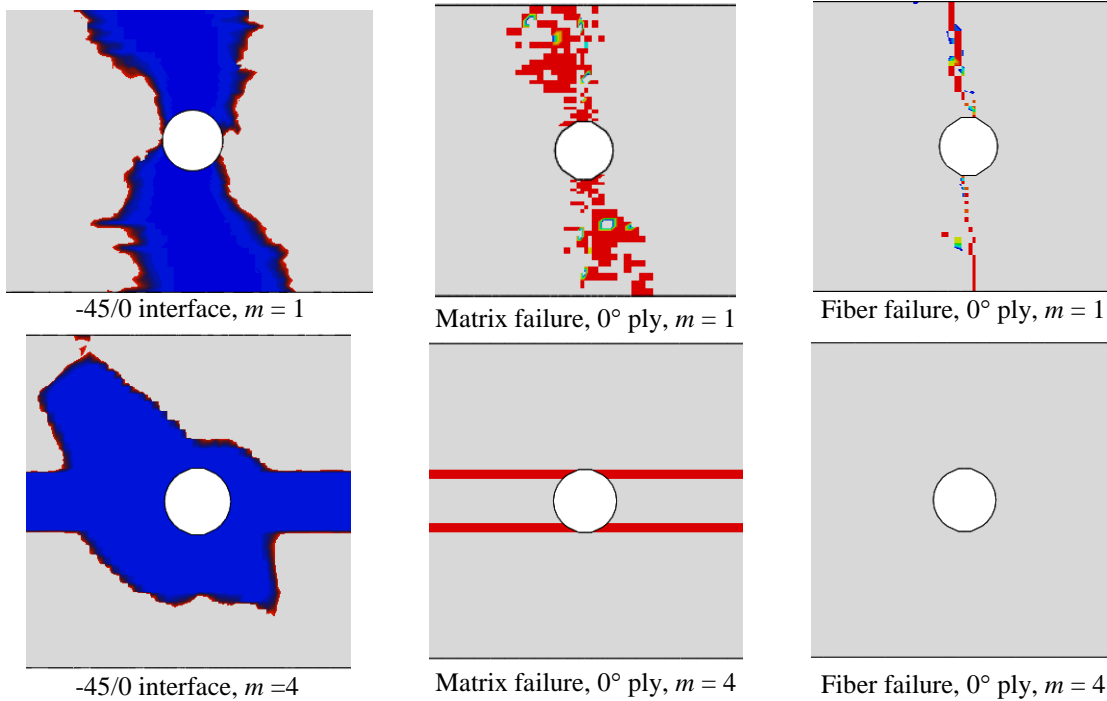 -45/0 interface, m = 1
Matrix failure, 0° ply, m = 1
Fiber failure, 0° ply, m = 1
-45/0 interface, m =4
Matrix failure, 0° ply, m = 4
Fiber failure, 0° ply, m = 4